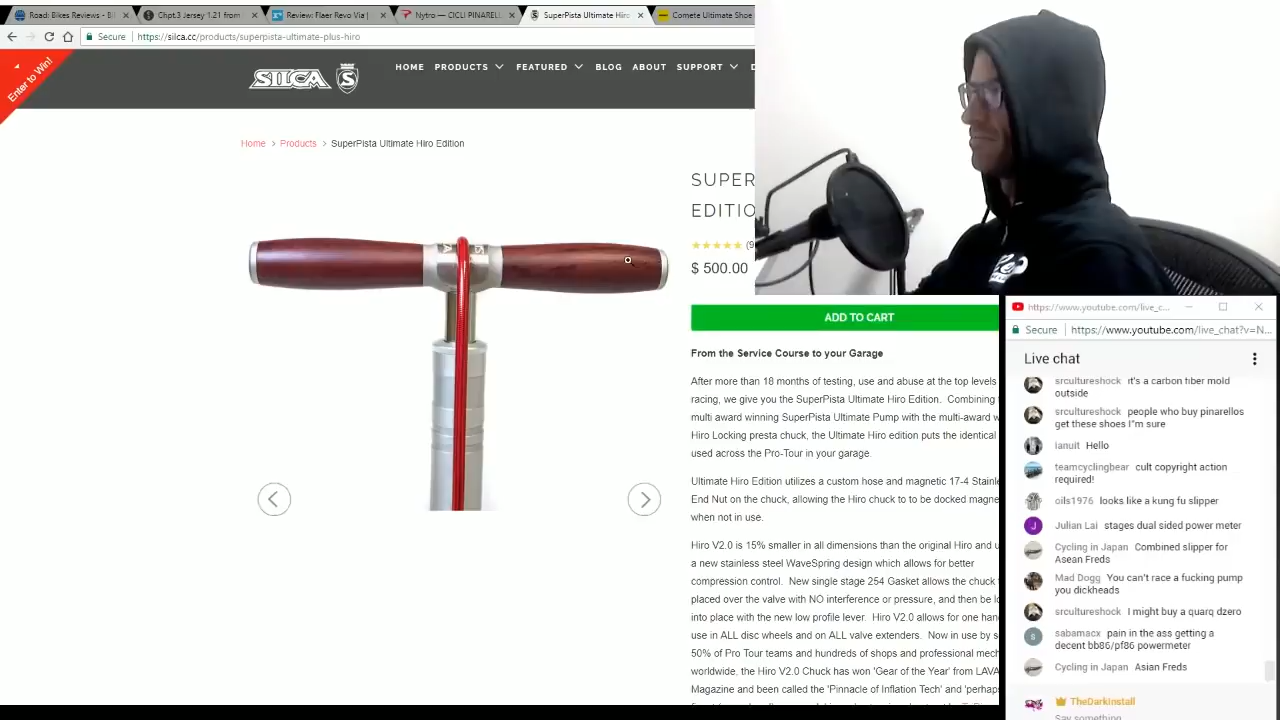 Road: Bikes Reviews - Bi
Chpt.3 Jersey 1.21 from
Review: Flaer Revo Via
Nytro — CICLI PINARELL
SuperPista Ultimate Hiro
Comete Ultimate Shoe
Secure
https://silca.cc/products/superpista-ultimate-plus-hiro
Enter to Win!
SILCA S
HOME PRODUCTS FEATURED BLOG ABOUT SUPPORT
Home > Products > SuperPista Ultimate Hiro Edition
SUPER
EDITIO
$ 500.00
ADD TO CART
From the Service Course to your Garage
After more than 18 months of testing, use and abuse at the top levels
racing, we give you the SuperPista Ultimate Hiro Edition. Combining
multi award winning SuperPista Ultimate Pump with the multi-award w
Hiro Locking presta chuck, the Ultimate Hiro edition puts the identical
used across the Pro-Tour in your garage.
Ultimate Hiro Edition utilizes a custom hose and magnetic 17-4 Stainle
End Nut on the chuck, allowing the Hiro chuck to to be docked magne
when not in use.
Hiro V2.0 is 15% smaller in all dimensions than the original Hiro and u
a new stainless steel WaveSpring design which allows for better
compression control. New single stage 254 Gasket allows the chuck
placed over the valve with NO interference or pressure, and then be lo
into place with the new low profile lever. Hiro V2.0 allows for one han
use in ALL disc wheels and on ALL valve extenders. Now in use by s
50% of Pro Tour teams and hundreds of shops and professional mech
worldwide, the Hiro V2.0 Chuck has won 'Gear of the Year' from LAVA
Magazine and been called the 'Pinnacle of Inflation Tech' and 'perhaps
https://www.youtube.com/live_c...
Secure
https://www.youtube.com/live_chat?v=N...
Live chat
srcultureshock it's a carbon fiber mold
outside
srcultureshock people who buy pinarellos
get these shoes I"m sure
ianuit Hello
teamcyclingbear cult copyright action
required!
oils1976 looks like a kung fu slipper
Julian Lai stages dual sided power meter
Cycling in Japan Combined slipper for
Asean Freds
Mad Dogg You can't race a fucking pump
you dickheads
srcultureshock I might buy a quarq dzero
sabamacx pain in the ass getting a
decent bb86/pf86 powermeter
Cycling in Japan Asian Freds
TheDarkInstall
Say something...